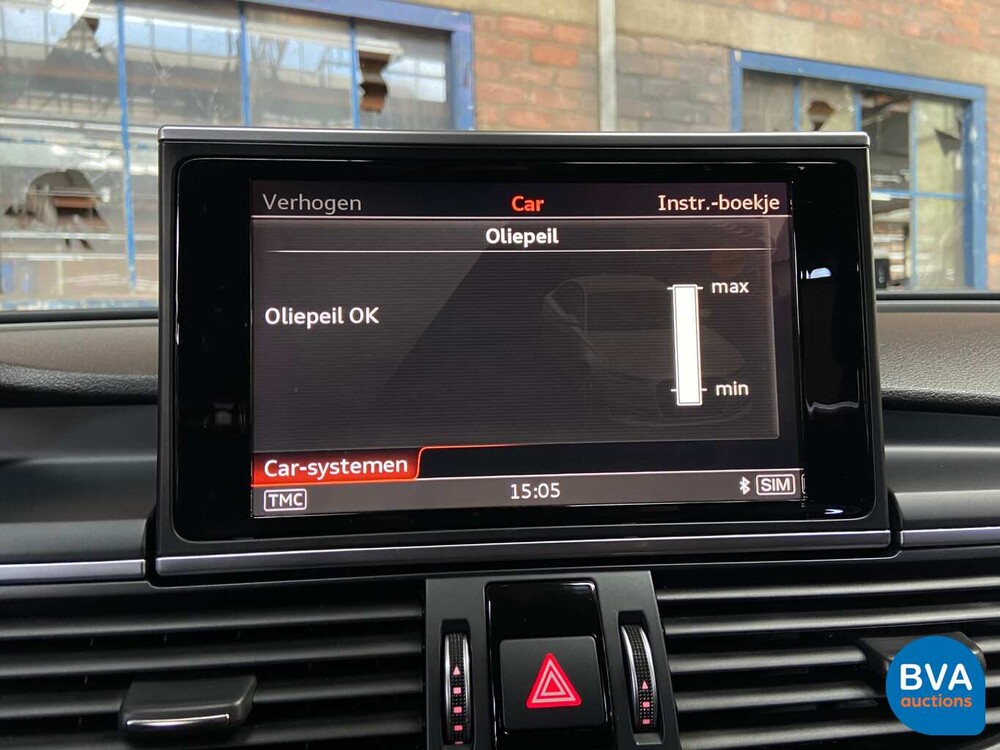 Verhogen Car Instr.-boekje
Oliepeil
max
Oliepeil OK
min
Car-systemen
TMC 15:05 SIM
BVA
auctions